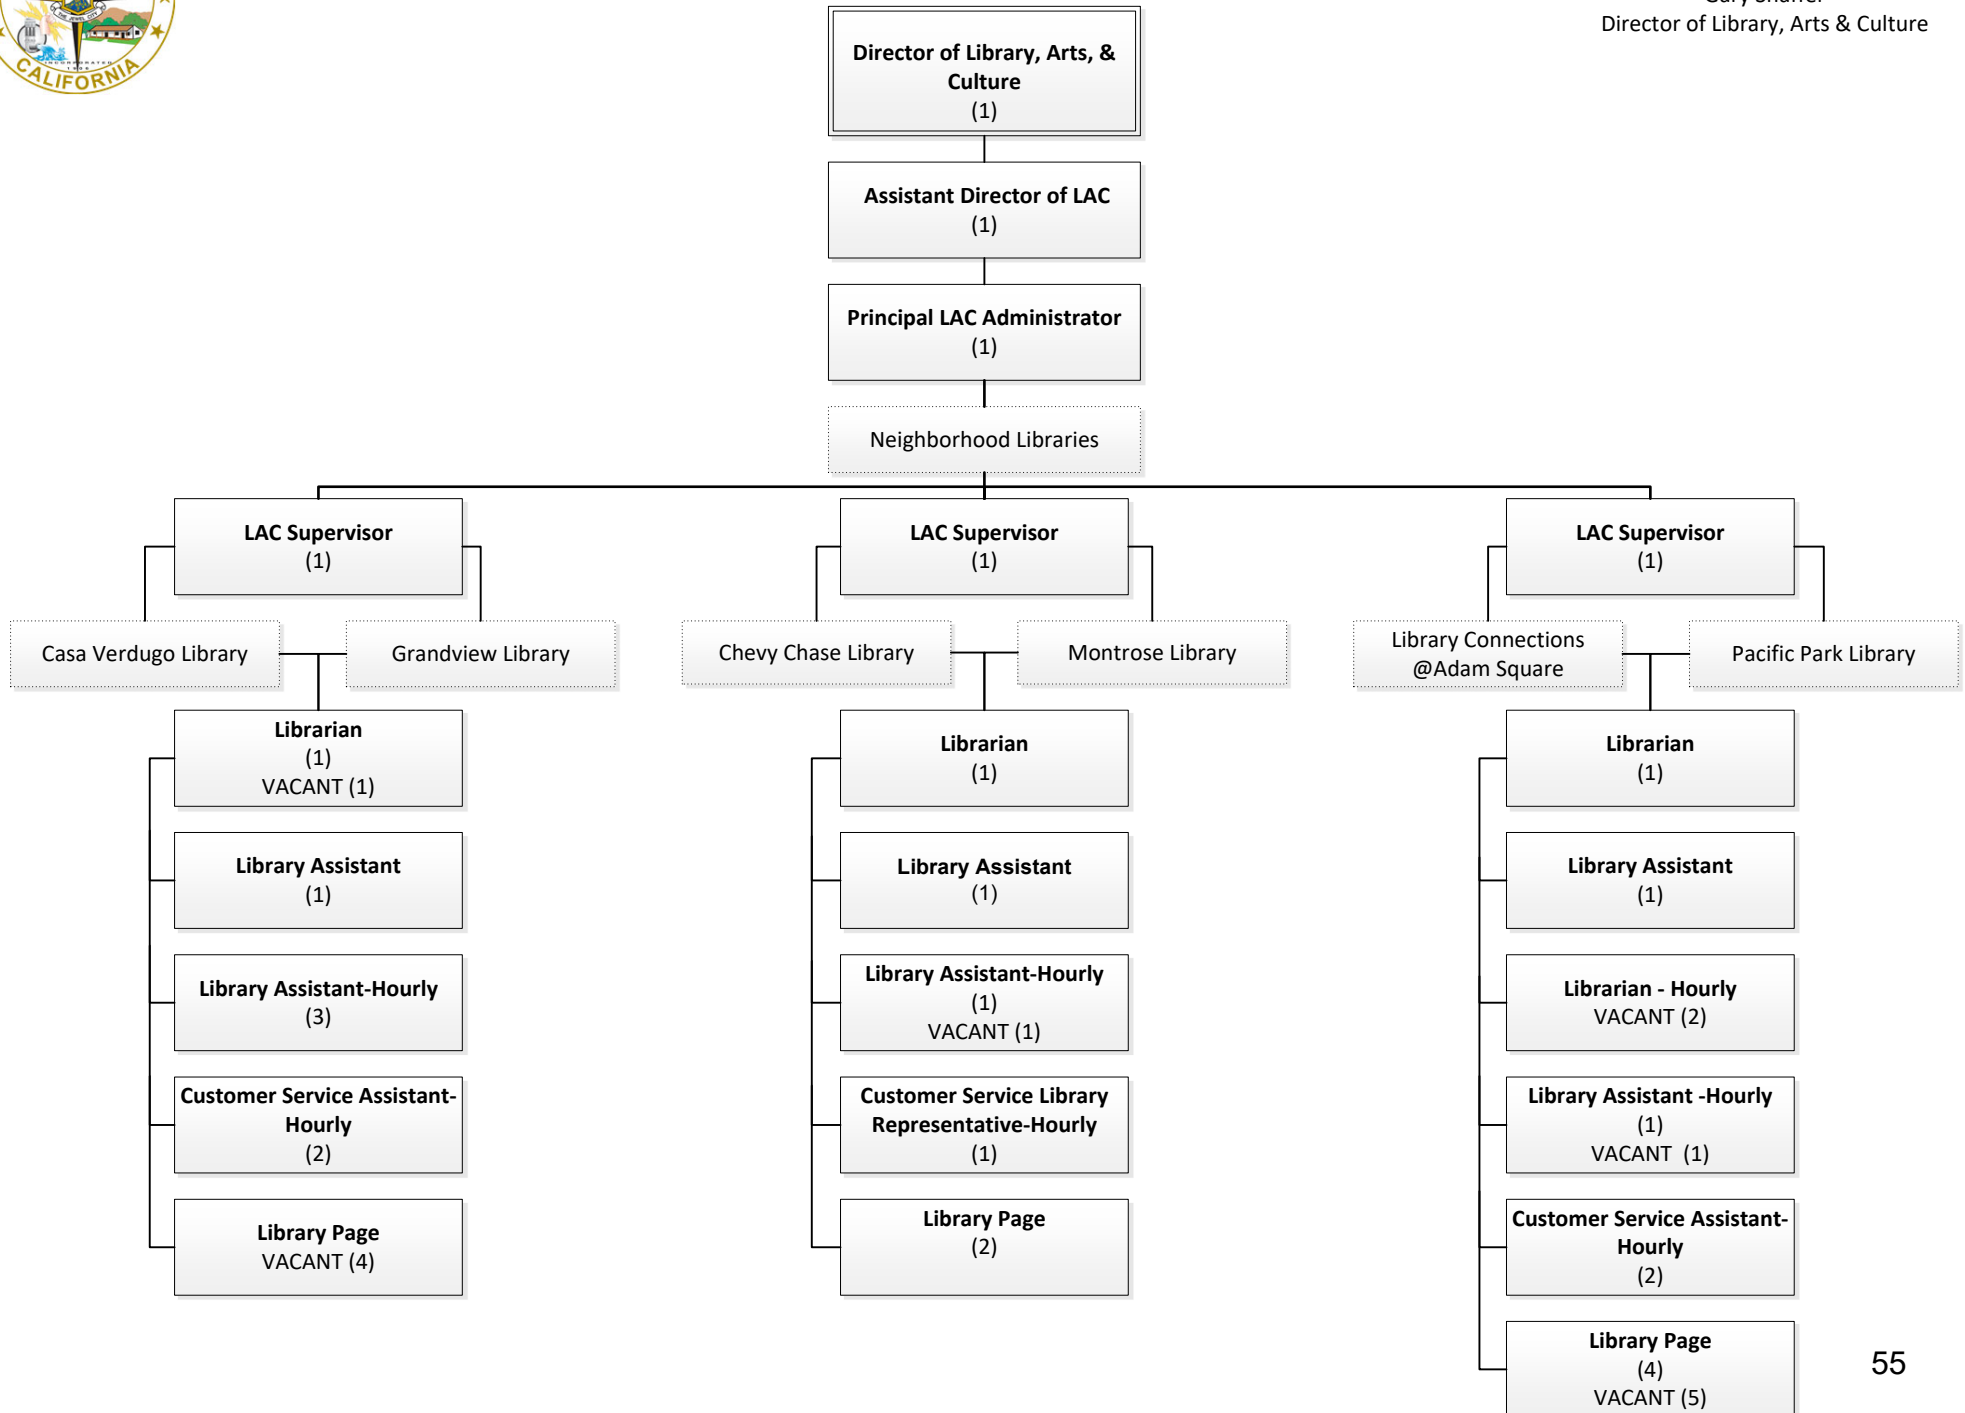 THE JEWEL CITY
INCORPORATED
1906
CALIFORNIA
Director of Library, Arts & Culture
Director of Library, Arts, &
Culture
(1)
Assistant Director of LAC
(1)
Principal LAC Administrator
(1)
Neighborhood Libraries
LAC Supervisor
(1)
Casa Verdugo Library
Grandview Library
Librarian
(1)
VACANT (1)
Library Assistant
(1)
Library Assistant-Hourly
(3)
Customer Service Assistant-
Hourly
(2)
Library Page
VACANT (4)
LAC Supervisor
(1)
Chevy Chase Library
Montrose Library
Librarian
(1)
Library Assistant
(1)
Library Assistant-Hourly
(1)
VACANT (1)
Customer Service Library
Representative-Hourly
(1)
Library Page
(2)
LAC Supervisor
(1)
Library Connections
@Adam Square
Pacific Park Library
Librarian
(1)
Library Assistant
(1)
Librarian - Hourly
VACANT (2)
Library Assistant -Hourly
(1)
VACANT (1)
Customer Service Assistant-
Hourly
(2)
Library Page
(4)
VACANT (5)
55